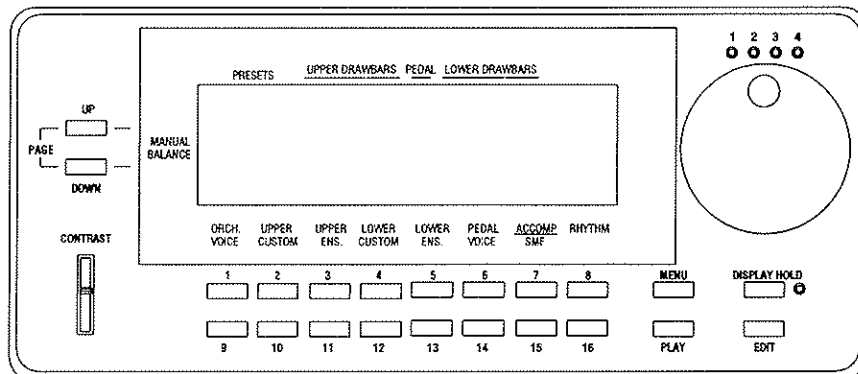 1 2 3 4
PRESETS UPPER DRAWBARS PEDAL LOWER DRAWBARS
UP
PAGE
DOWN
MANUAL
BALANCE
CONTRAST
ORCH. UPPER UPPER LOWER LOWER PEDAL ACCOMP RHYTHM
VOICE CUSTOM ENS. CUSTOM ENS. VOICE SMF
1 2 3 4 5 6 7 8 MENU DISPLAY HOLD
9 10 11 12 13 14 15 16 PLAY EDIT